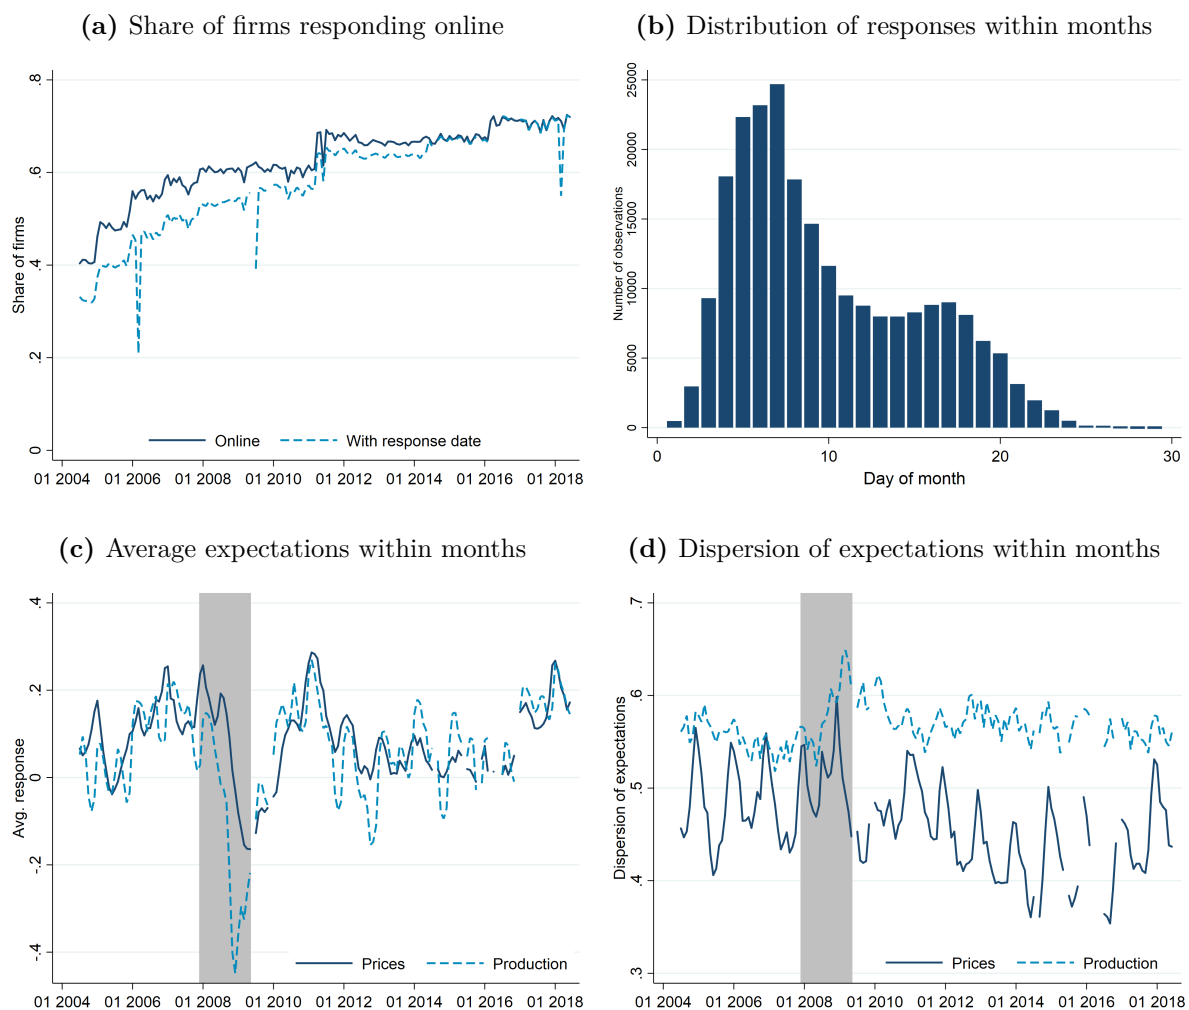 (a) Share of firms responding online
.8
.6
.4
.2
0
Share of firms
Online
With response date
01 2004 01 2006 01 2008 01 2010 01 2012 01 2014 01 2016 01 2018
(b) Distribution of responses within months
25000
20000
15000
10000
5000
0
Number of observations
0 10 20 30
Day of month
(c) Average expectations within months
.4
.2
0
-.2
-.4
Avg. response
Prices
Production
01 2004 01 2006 01 2008 01 2010 01 2012 01 2014 01 2016 01 2018
(d) Dispersion of expectations within months
.7
.6
.5
.4
.3
Dispersion of expectations
Prices
Production
01 2004 01 2006 01 2008 01 2010 01 2012 01 2014 01 2016 01 2018